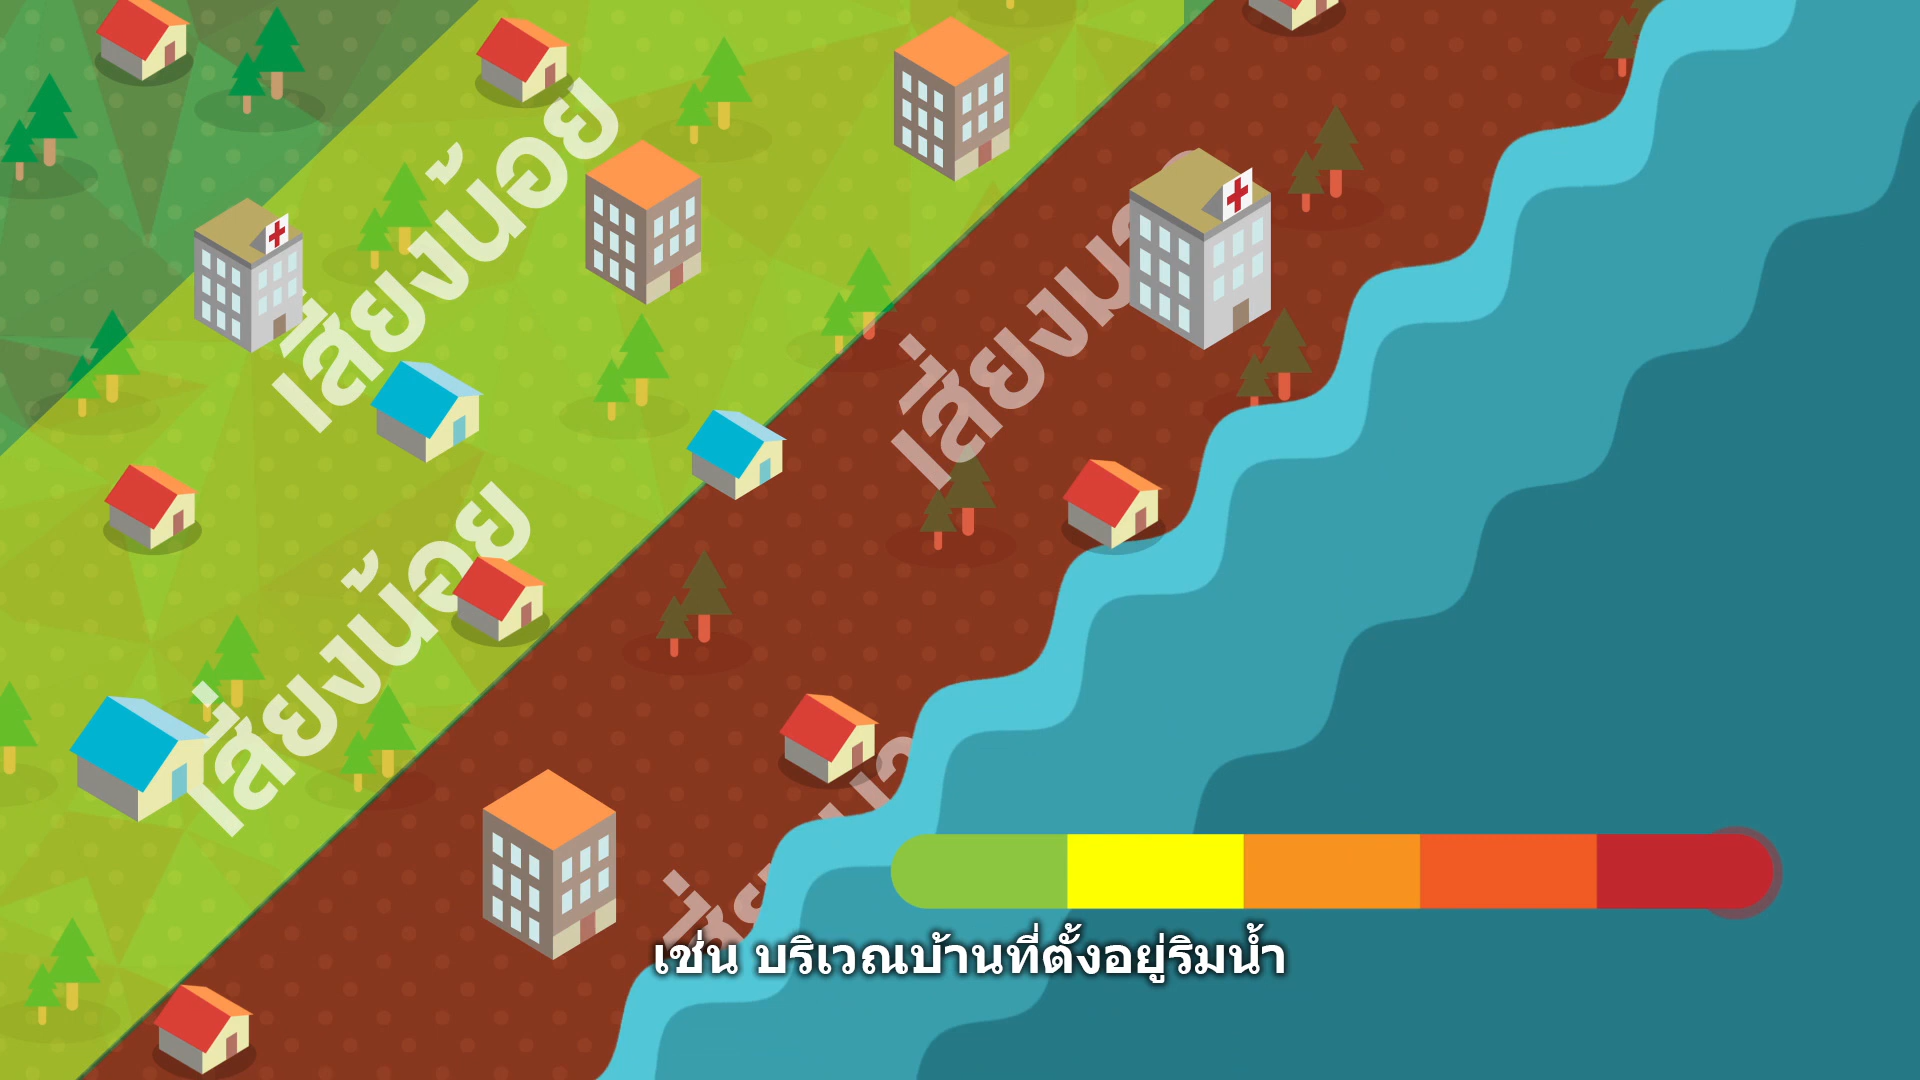 เสี่ยงน้อย
เสี่ยงน้อย
เช่น บริเวณบ้านที่ตั้งอยู่ริมน้ำ